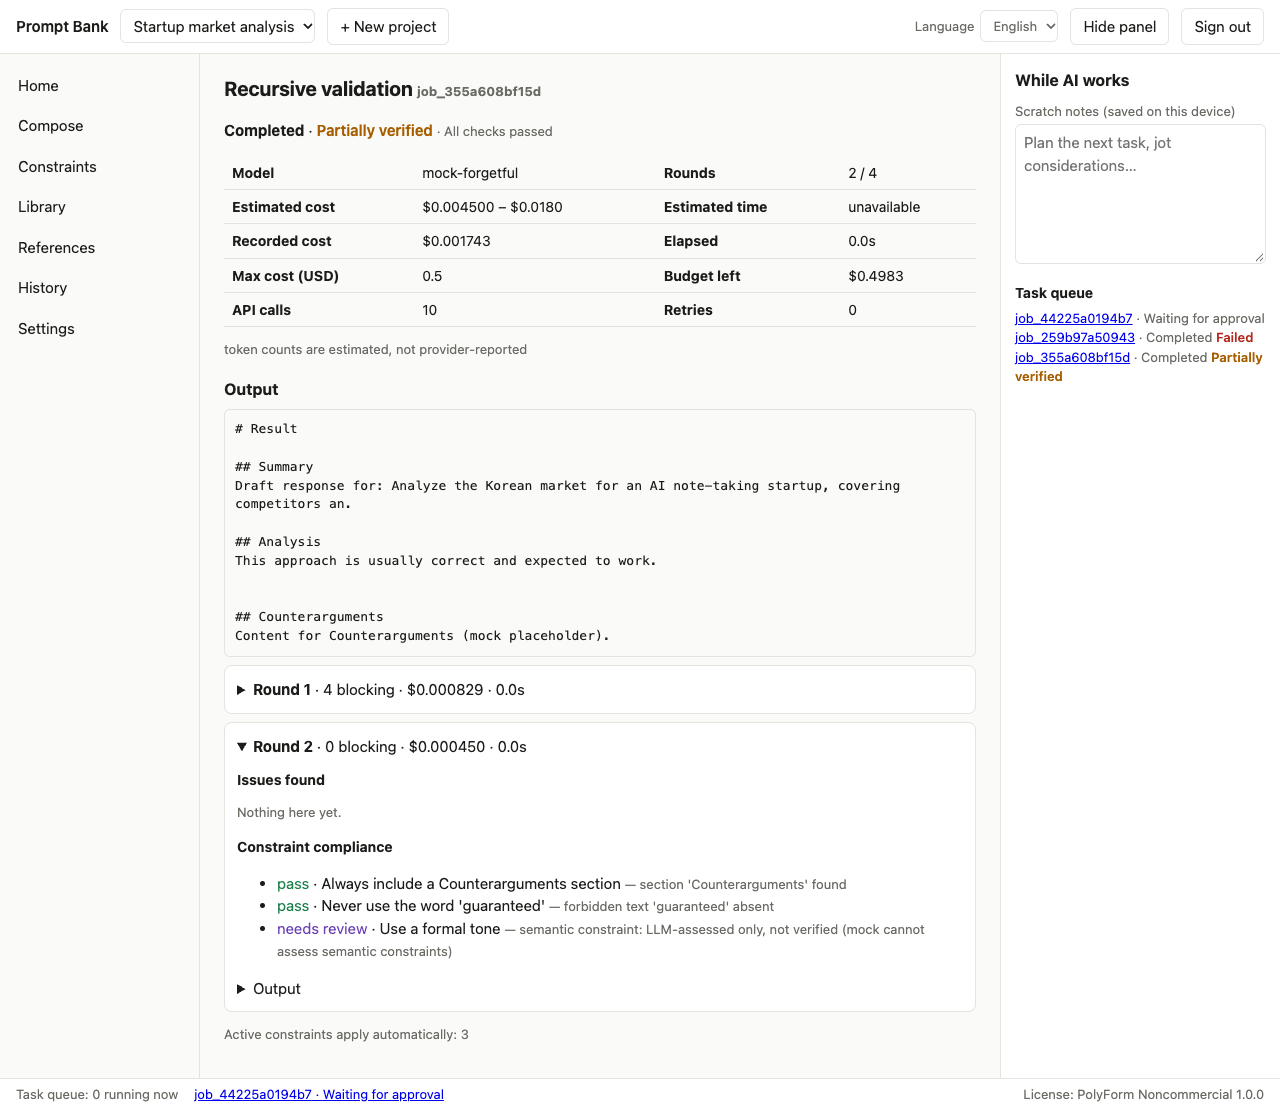 Prompt Bank
Startup market analysis
+ New project
Language
English
Hide panel
Sign out
Home
Compose
Constraints
Library
References
History
Settings
Recursive validation job_355a608bf15d
Completed · Partially verified · All checks passed
Model mock-forgetful Rounds 2 / 4
Estimated cost $0.004500 – $0.0180 Estimated time unavailable
Recorded cost $0.001743 Elapsed 0.0s
Max cost (USD) 0.5 Budget left $0.4983
API calls 10 Retries 0
token counts are estimated, not provider-reported
Output
# Result
## Summary
Draft response for: Analyze the Korean market for an AI note-taking startup, covering
competitors an.
## Analysis
This approach is usually correct and expected to work.
## Counterarguments
Content for Counterarguments (mock placeholder).
Round 1 · 4 blocking · $0.000829 · 0.0s
Round 2 · 0 blocking · $0.000450 · 0.0s
Issues found
Nothing here yet.
Constraint compliance
pass · Always include a Counterarguments section — section 'Counterarguments' found
pass · Never use the word 'guaranteed' — forbidden text 'guaranteed' absent
needs review · Use a formal tone — semantic constraint: LLM-assessed only, not verified (mock cannot
assess semantic constraints)
Output
Active constraints apply automatically: 3
While AI works
Scratch notes (saved on this device)
Plan the next task, jot
considerations...
Task queue
job_44225a0194b7 · Waiting for approval
job_259b97a50943 · Completed Failed
job_355a608bf15d · Completed Partially
verified
Task queue: 0 running now
job_44225a0194b7 · Waiting for approval
License: PolyForm Noncommercial 1.0.0